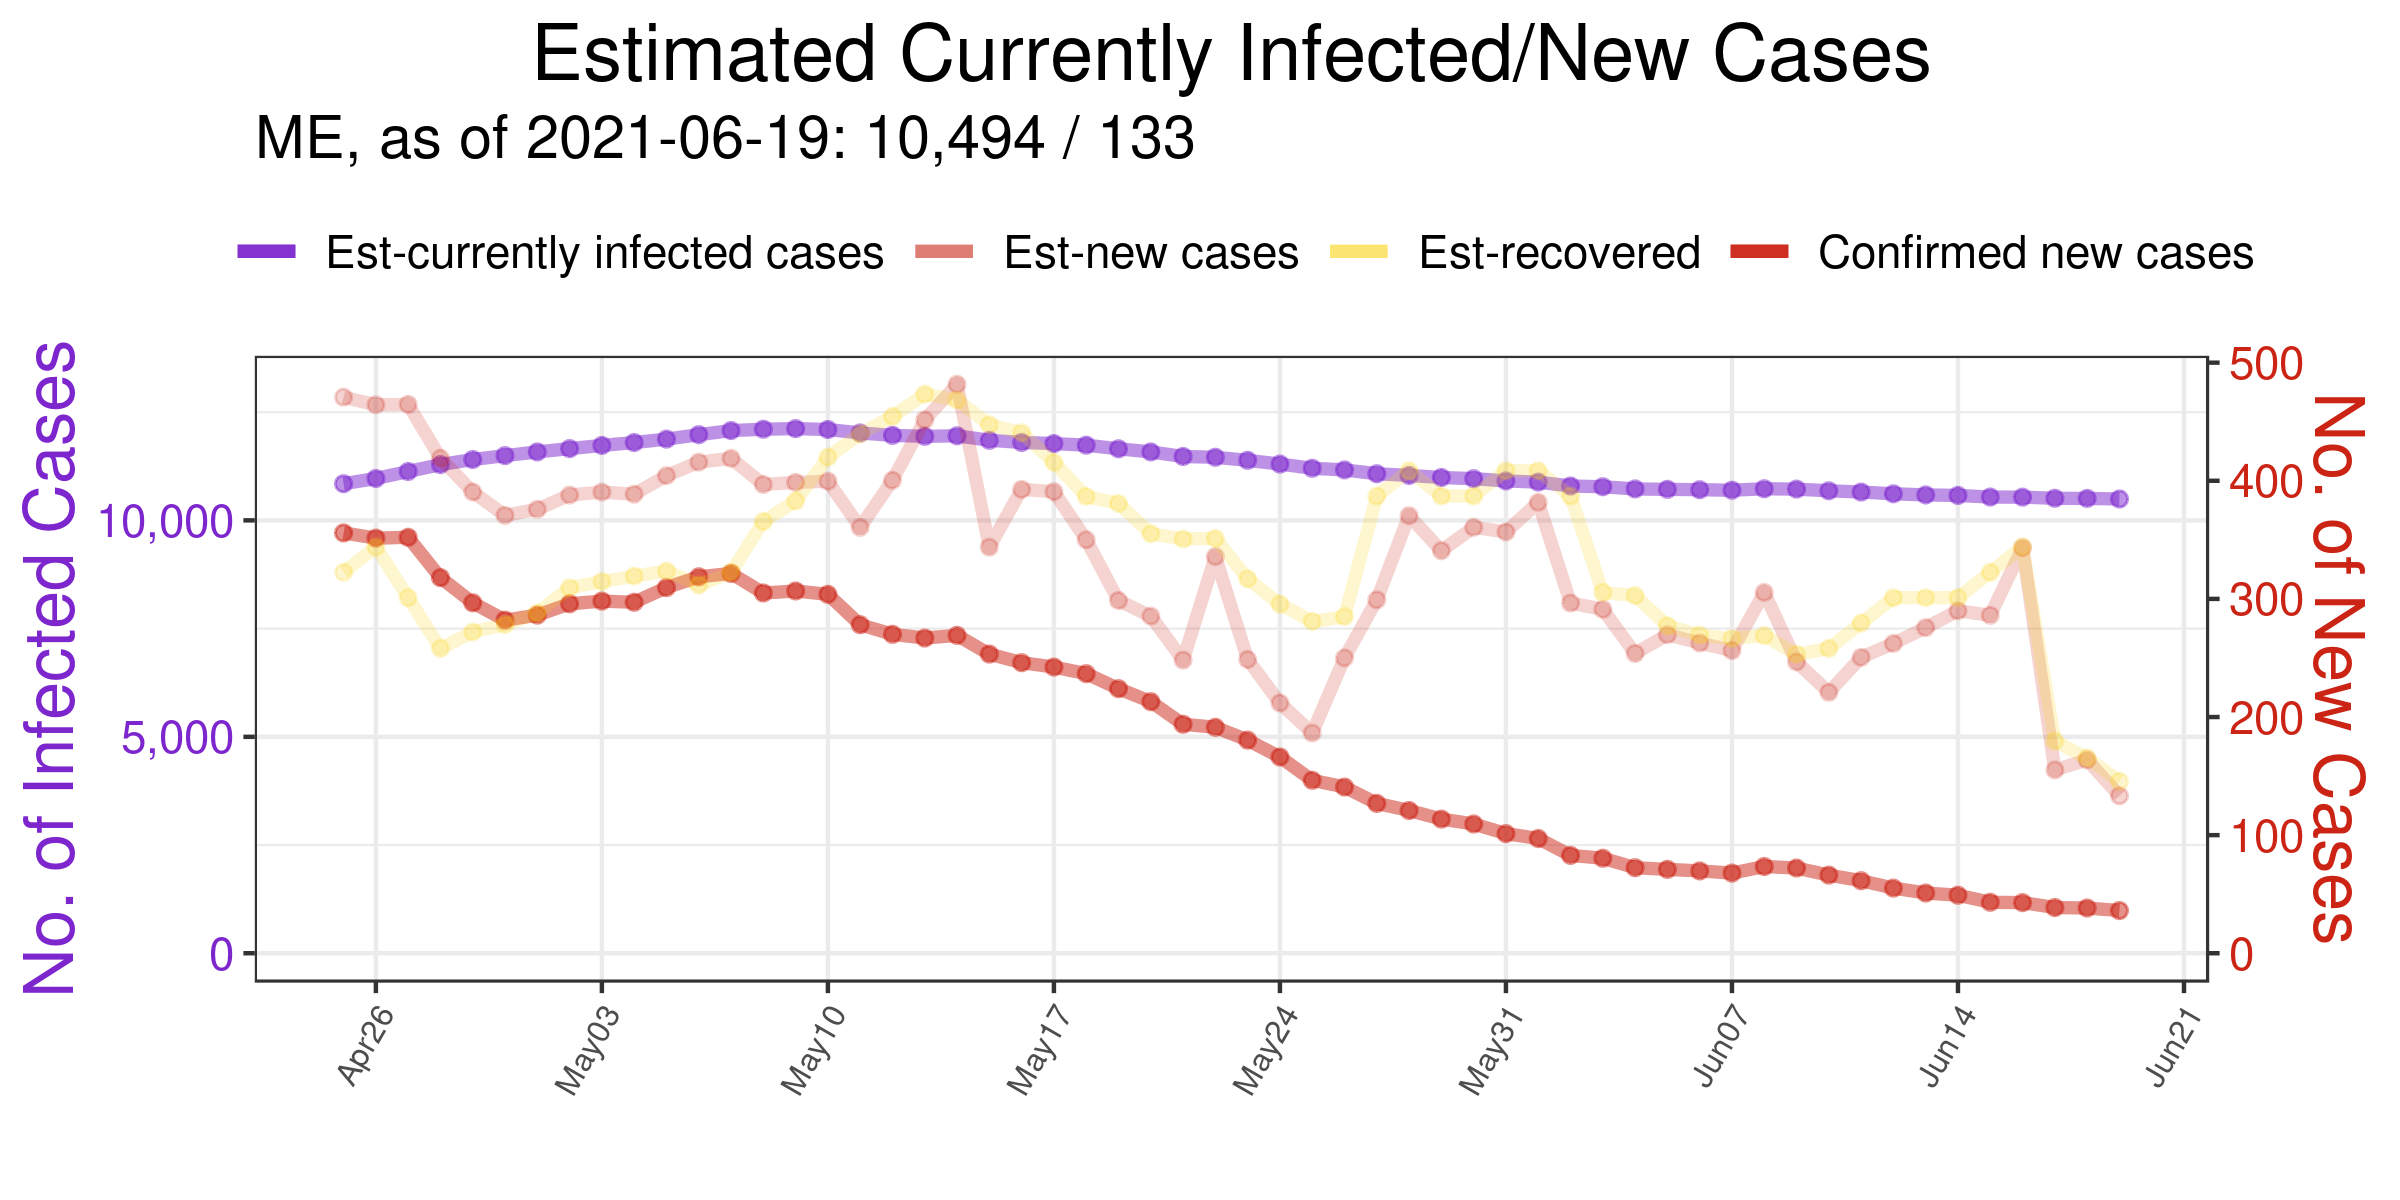 Estimated Currently Infected/New Cases
ME, as of 2021-06-19: 10,494 / 133
Est-currently infected cases Est-new cases Est-recovered Confirmed new cases
No. of Infected Cases
10,000
5,000
0
500
400
300
200
100
0
No. of New Cases
Apr26 May03 May10 May17 May24 May31 Jun07 Jun14 Jun21